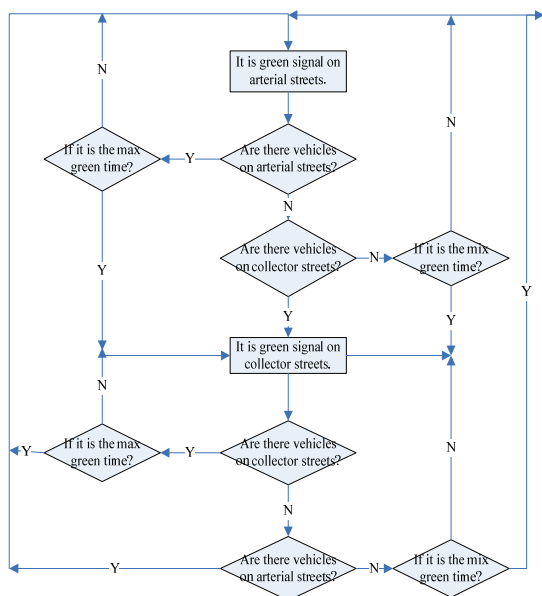 It is green signal on
arterial streets.
N
N
If it is the max
green time?
Y
Are there vehicles
on arterial streets?
N
Are there vehicles
on collector streets?
N
If it is the mix
green time?
Y
Y
Y
Y
It is green signal on
collector streets.
N
If it is the max
green time?
Y
Y
Are there vehicles
on collector streets?
N
N
Are there vehicles
on arterial streets?
Y
N
If it is the mix
green time?